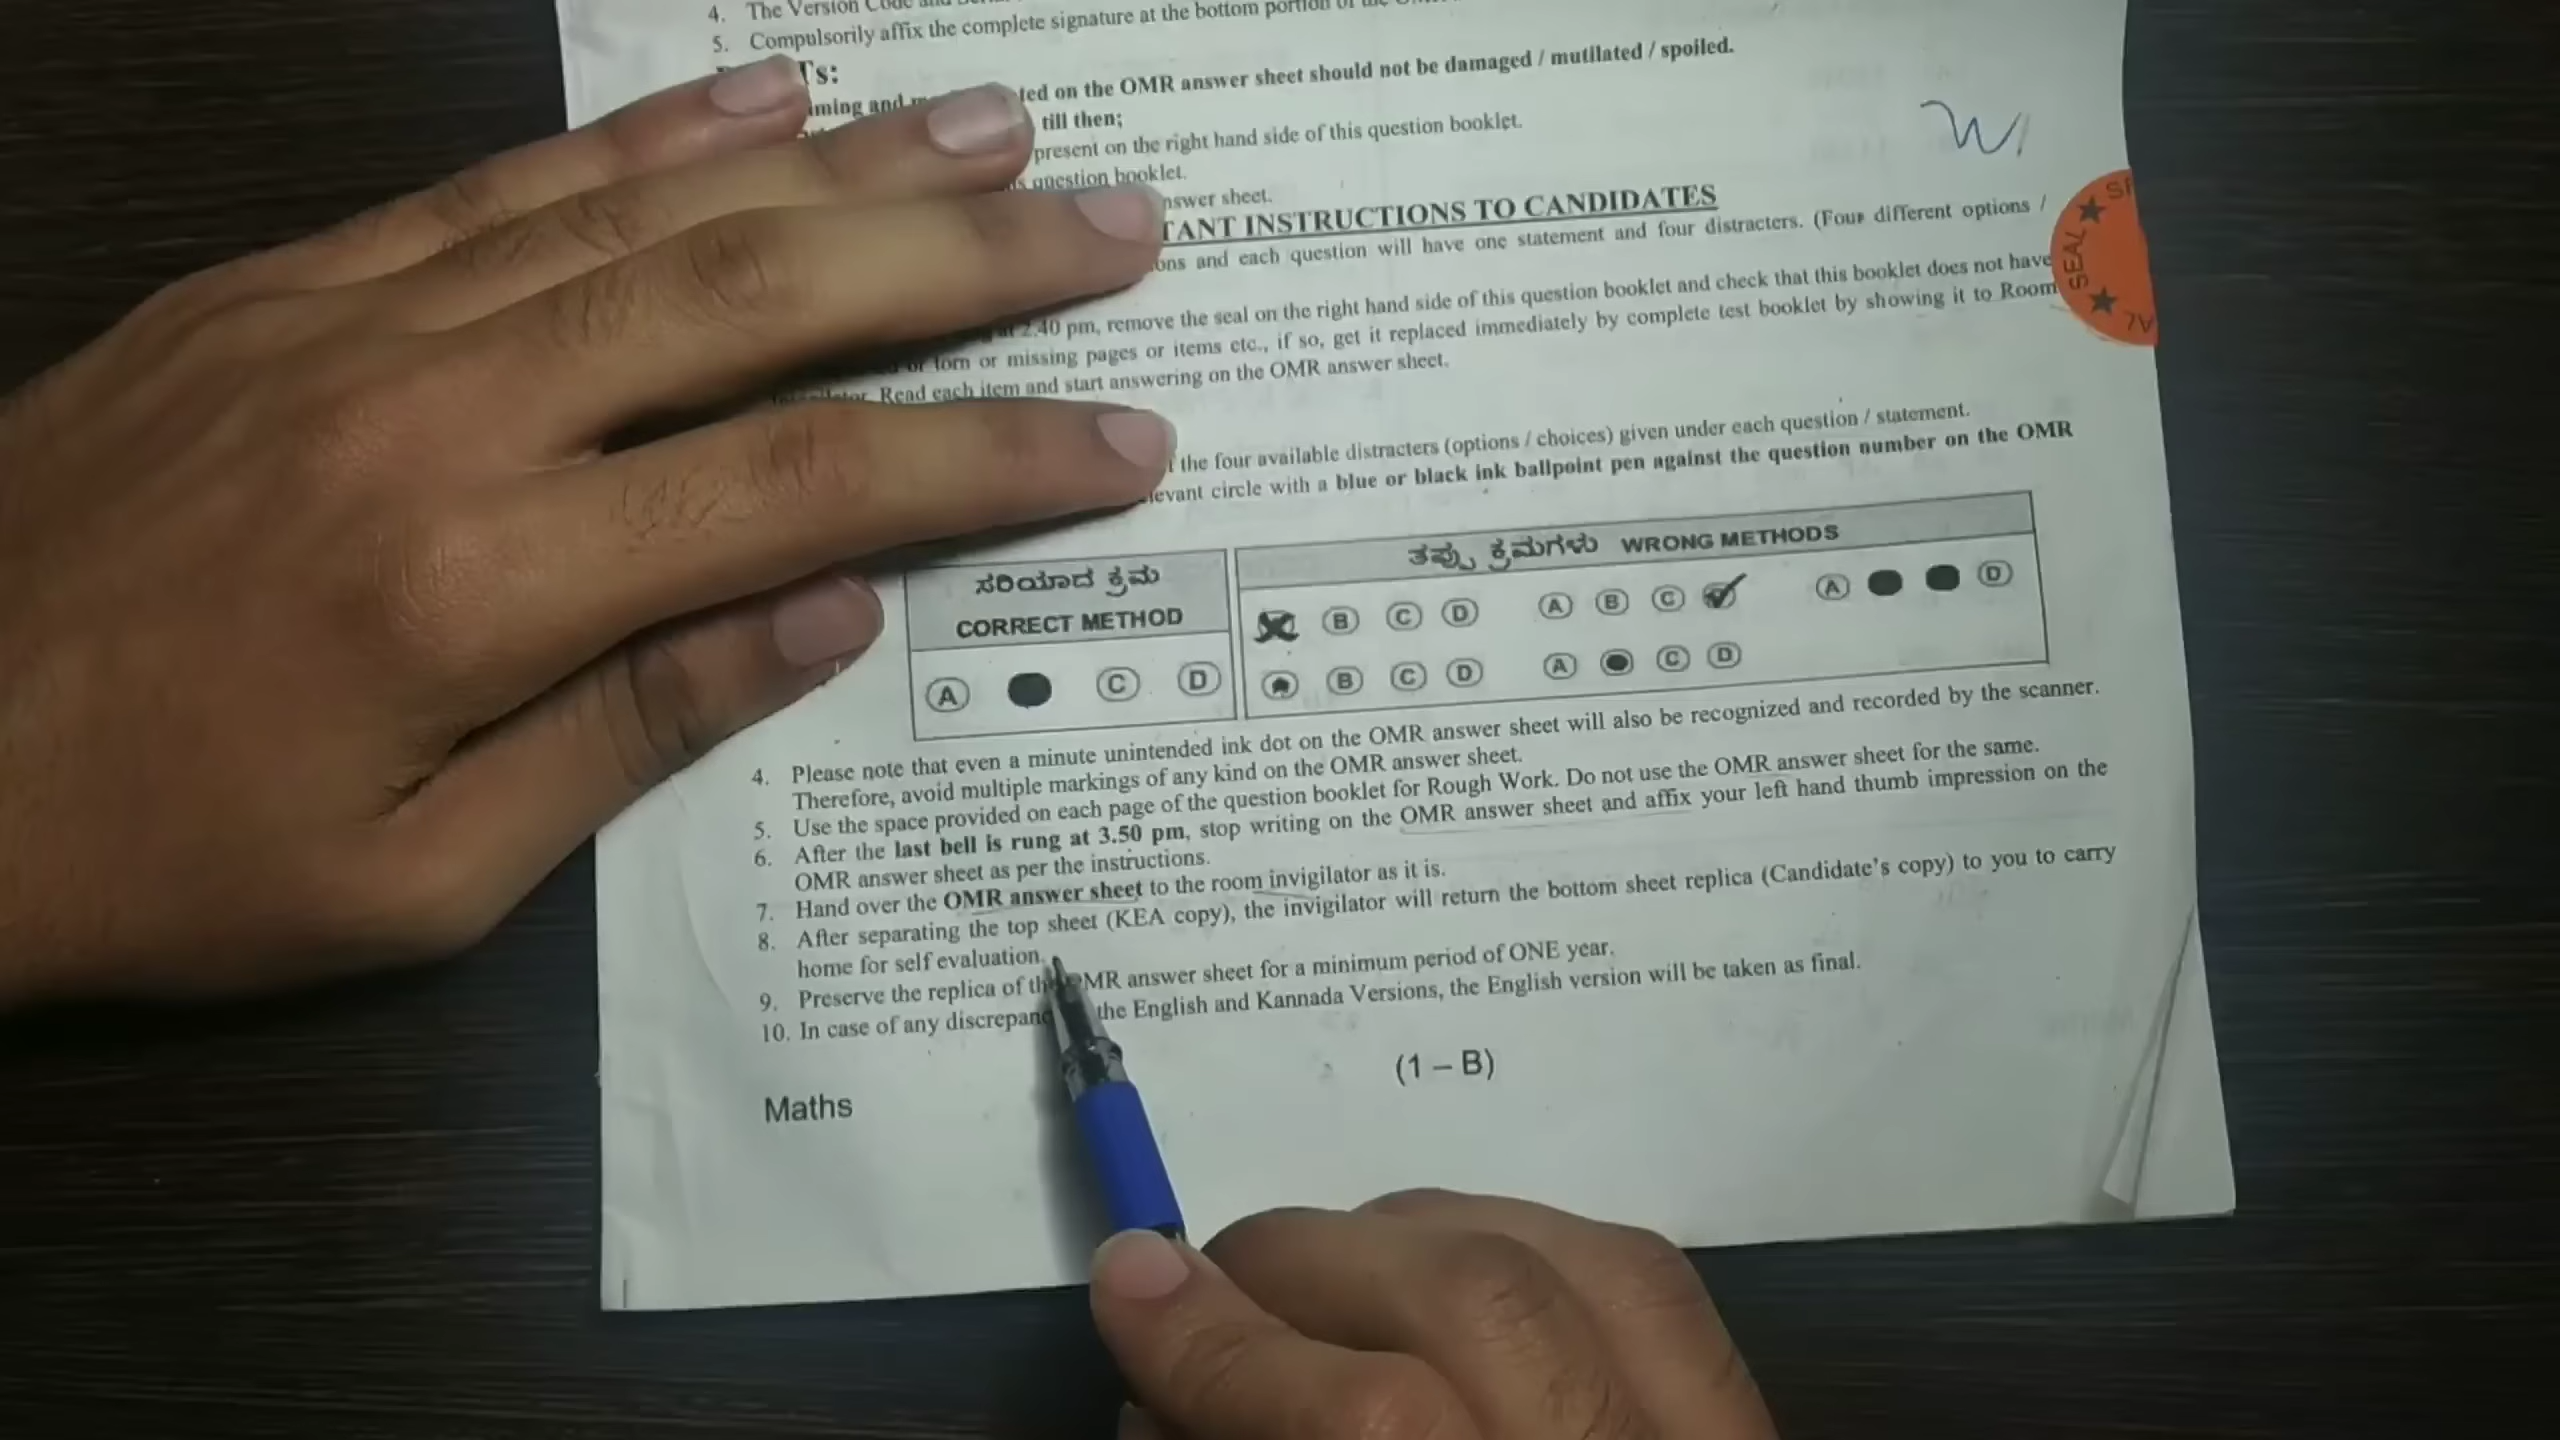 4. The Version Code and
5. Compulsorily affix the complete signature at the bottom portion of the
Ts:
iming and ted on the OMR answer sheet should not be damaged / mutilated / spoiled.
till then;
present on the right hand side of this question booklet.
question booklet.
nswer sheet.
TANT INSTRUCTIONS TO CANDIDATES
ons and each question will have one statement and four distracters. (Four different options /
at 2.40 pm, remove the seal on the right hand side of this question booklet and check that this booklet does not have
or torn or missing pages or items etc., if so, get it replaced immediately by complete test booklet by showing it to Room
Read each item and start answering on the OMR answer sheet.
the four available distracters (options / choices) given under each question / statement.
levant circle with a blue or black ink ballpoint pen against the question number on the OMR
ಸರಿಯಾದ ಕ್ರಮ
CORRECT METHOD
A C D
ತಪ್ಪು ಕ್ರಮಗಳು WRONG METHODS
B C D A B C A D
B C D A C D
4. Please note that even a minute unintended ink dot on the OMR answer sheet will also be recognized and recorded by the scanner.
Therefore, avoid multiple markings of any kind on the OMR answer sheet.
5. Use the space provided on each page of the question booklet for Rough Work. Do not use the OMR answer sheet for the same.
6. After the last bell is rung at 3.50 pm, stop writing on the OMR answer sheet and affix your left hand thumb impression on the
OMR answer sheet as per the instructions.
7. Hand over the OMR answer sheet to the room invigilator as it is.
8. After separating the top sheet (KEA copy), the invigilator will return the bottom sheet replica (Candidate's copy) to you to carry
home for self evaluation.
9. Preserve the replica of the OMR answer sheet for a minimum period of ONE year.
10. In case of any discrepanc the English and Kannada Versions, the English version will be taken as final.
(1 – B)
Maths
SEAL